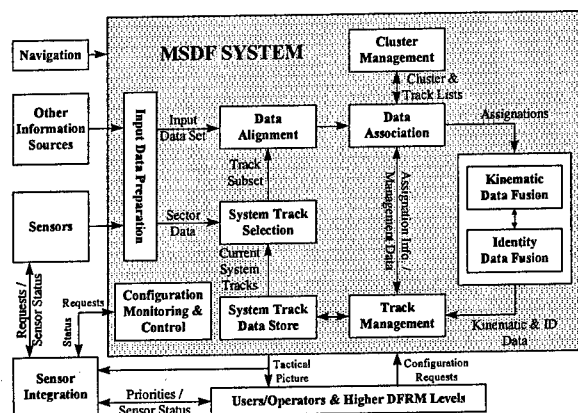 Navigation
MSDF SYSTEM
Cluster
Management
Cluster &
Track Lists
Other
Information
Sources
Input Data Preparation
Input
Data Set
Data
Alignment
Data
Association
Assignations
Track
Subset
Kinematic
Data Fusion
Identity
Data Fusion
Sensors
Sector
Data
System Track
Selection
Assignation Info. /
Management Data
Current
System
Tracks
Requests /
Sensor Status
Requests
Status
Configuration
Monitoring &
Control
System Track
Data Store
Track
Management
Kinematic & ID
Data
Sensor
Integration
Tactical
Picture
Configuration
Requests
Priorities /
Sensor Status
Users/Operators & Higher DFRM Levels